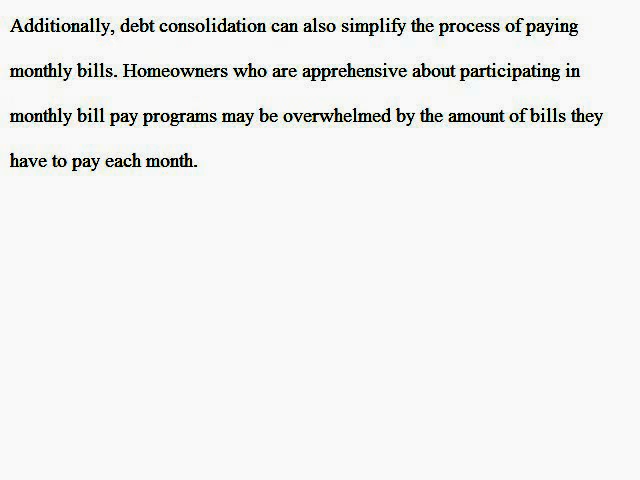 Additionally, debt consolidation can also simplify the process of paying
monthly bills. Homeowners who are apprehensive about participating in
monthly bill pay programs may be overwhelmed by the amount of bills they
have to pay each month.